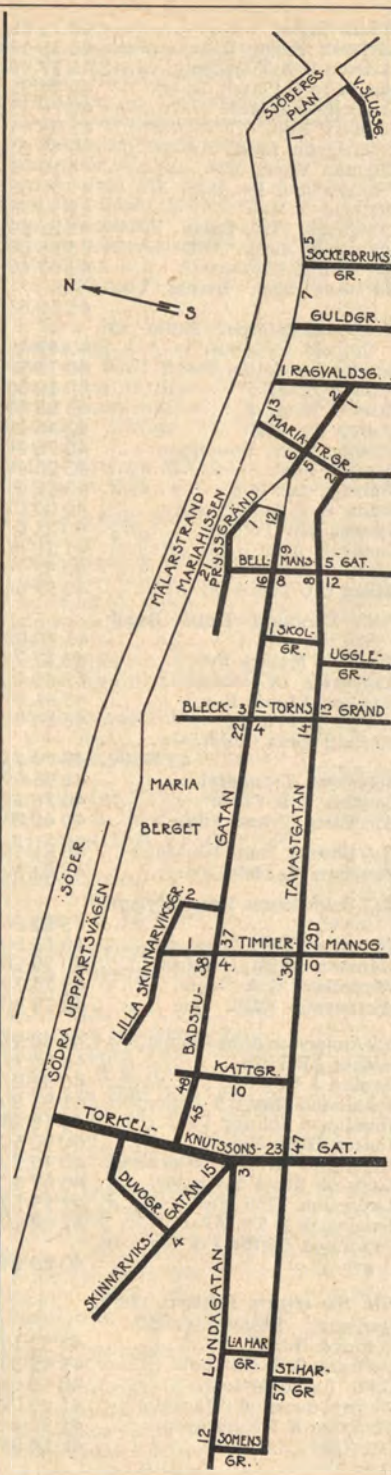 SJÖBERGS-
PLAN
V. SLUSSG.
1
5
SOCKERBRUKS
GR.
N
S
7
GULDGR.
1 RAGVALDSG.
13
2
1
MARIA-TR.GR.
6
5
2
PRYSSGRÄND
1
12
21
MÄLARSTRAND
MARIAHISSEN
9
BELL-MANS-
5 GAT.
16
8
8
12
1 SKOL-
GR.
UGGLE-
GR.
BLECK-
3
17
TORNS
13
GRÄND
22
4
14
MARIA
BERGET
GATAN
TAVASTGATAN
SÖDER
SÖDRA UPPFARTSVÄGEN
LILLA SKINNARVIKSGR.
2
1
37
TIMMER-
29D
MANSG.
38
4.
30
10
BADSTU-
KATTGR.
46
10
45
TORKEL-
KNUTSSONS-
23
47
GAT.
DUVOGR.
GATAN 15
3
SKINNARVIKS-
4
LUNDAGATAN
L:A HAR
GR.
ST.HAR-
GR
57
12
SOMENS
GR.